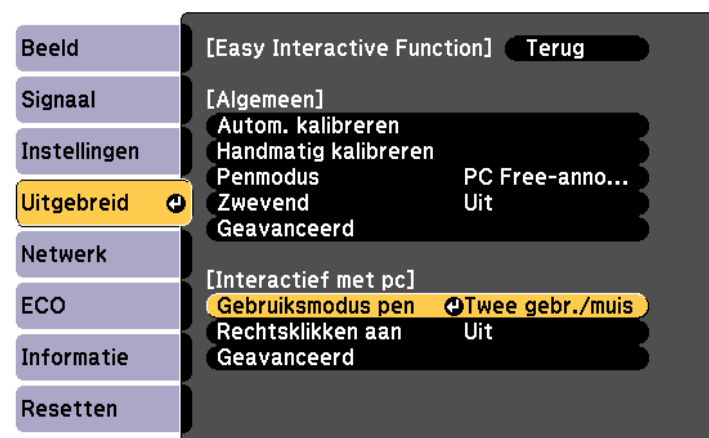 Beeld
Signaal
Instellingen
Uitgebreid
Netwerk
ECO
Informatie
Resetten
[Easy Interactive Function] Terug
[Algemeen]
Autom. kalibreren
Handmatig kalibreren
Penmodus PC Free-anno...
Zwevend Uit
Geavanceerd
[Interactief met pc]
Gebruiksmodus pen Twee gebr./muis
Rechtsklikken aan Uit
Geavanceerd